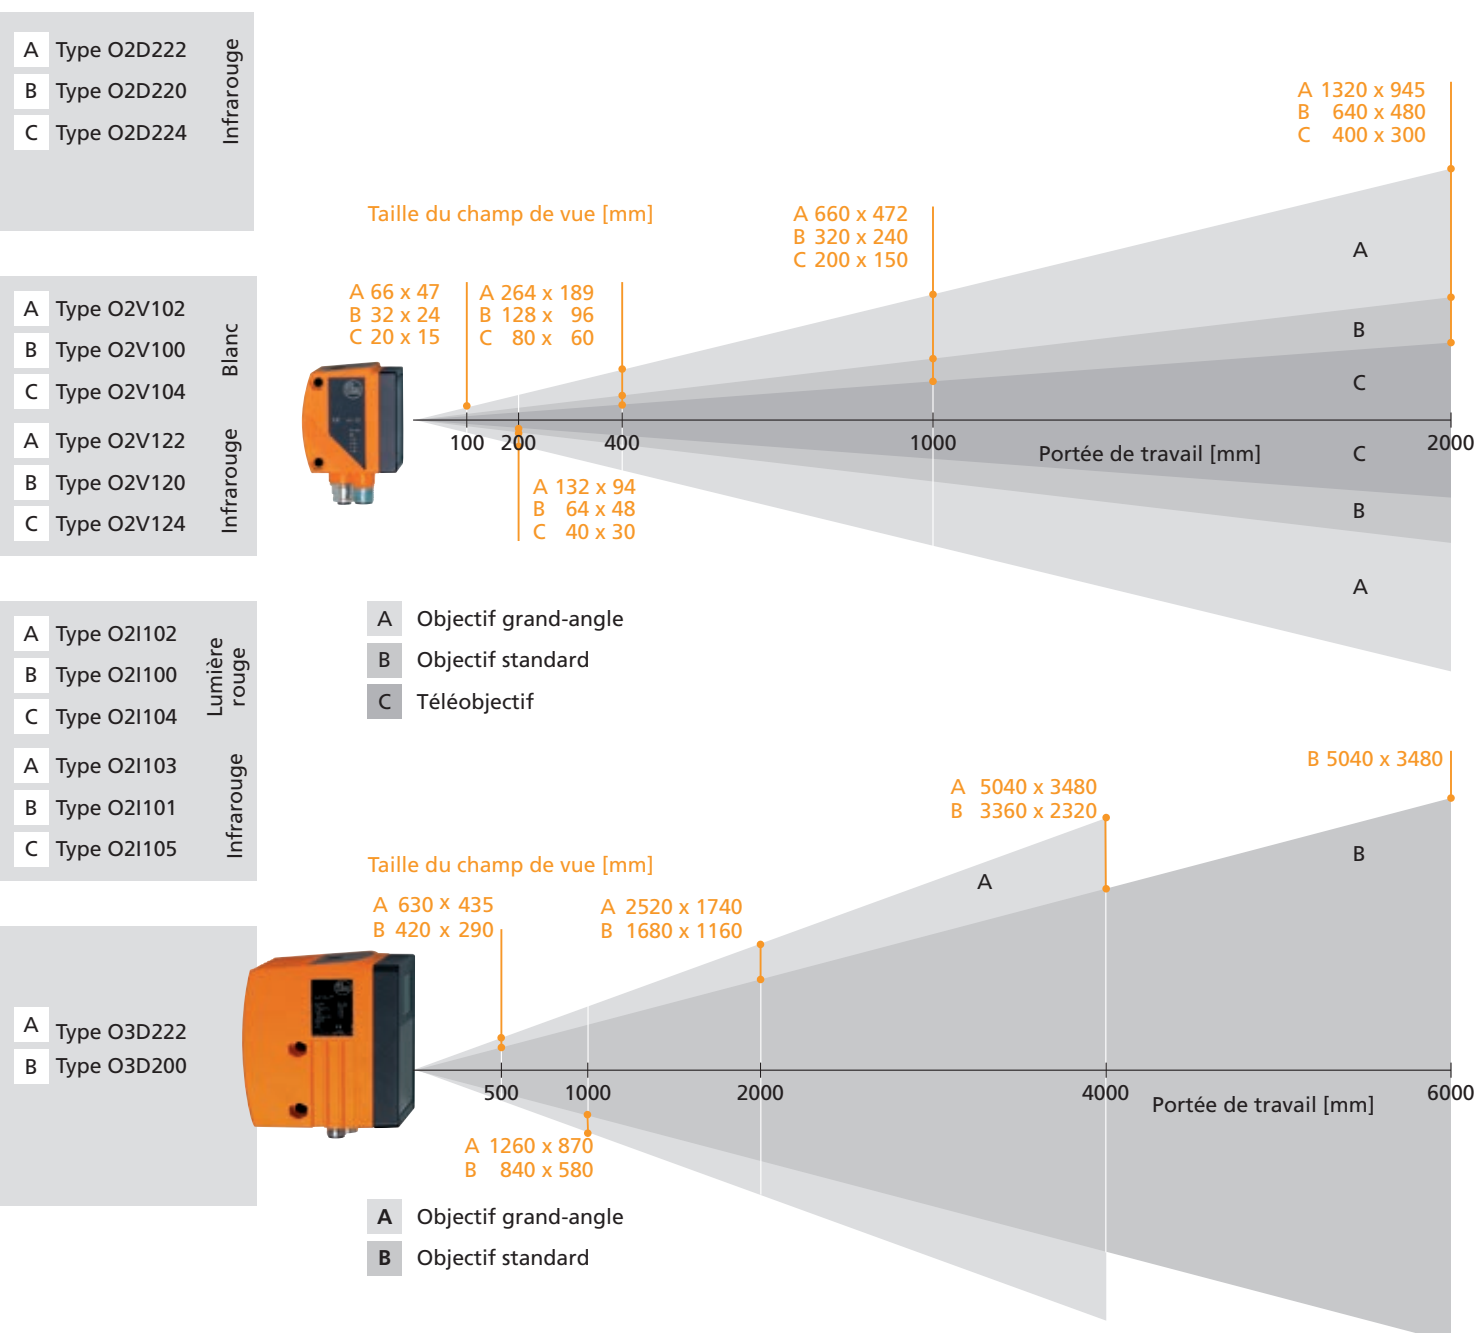 A Type O2D222
B Type O2D220
C Type O2D224
Infrarouge
A Type O2V102
B Type O2V100
C Type O2V104
Blanc
A Type O2V122
B Type O2V120
C Type O2V124
Infrarouge
A Type O2I102
B Type O2I100
C Type O2I104
Lumière
rouge
A Type O2I103
B Type O2I101
C Type O2I105
Infrarouge
A Type O3D222
B Type O3D200
Taille du champ de vue [mm]
A 66 x 47
B 32 x 24
C 20 x 15
A 264 x 189
B 128 x 96
C 80 x 60
A 660 x 472
B 320 x 240
C 200 x 150
A 1320 x 945
B 640 x 480
C 400 x 300
A
B
C
100 200 400 1000 2000
Portée de travail [mm]
C
B
A
A 132 x 94
B 64 x 48
C 40 x 30
A Objectif grand-angle
B Objectif standard
C Téléobjectif
Taille du champ de vue [mm]
A 630 x 435
B 420 x 290
A 2520 x 1740
B 1680 x 1160
A 5040 x 3480
B 3360 x 2320
B 5040 x 3480
A
B
500 1000 2000 4000 6000
Portée de travail [mm]
A 1260 x 870
B 840 x 580
A Objectif grand-angle
B Objectif standard